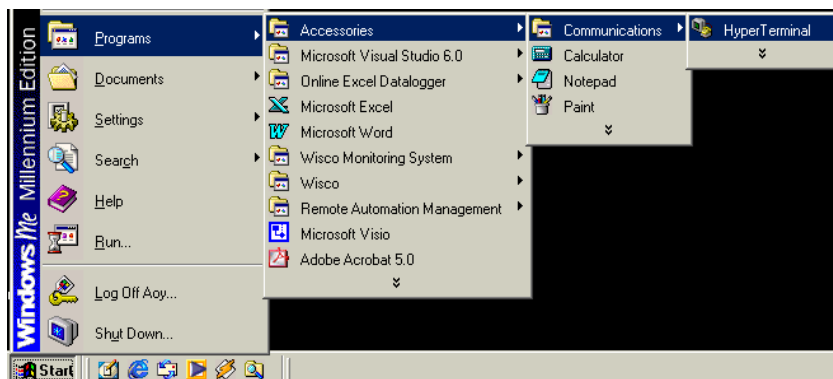 Windows Me Millennium Edition
Programs
Documents
Settings
Search
Help
Run...
Log Off Aoy...
Shut Down...
Start
Accessories
Microsoft Visual Studio 6.0
Online Excel Datalogger
Microsoft Excel
Microsoft Word
Wisco Monitoring System
Wisco
Remote Automation Management
Microsoft Visio
Adobe Acrobat 5.0
Communications
Calculator
Notepad
Paint
HyperTerminal